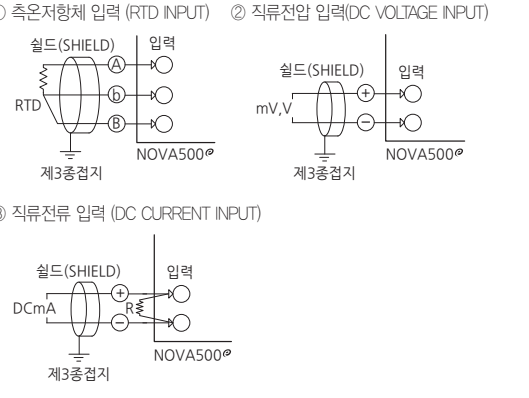 ① 측온저항체 입력 (RTD INPUT)
쉴드(SHIELD)
입력
A
b
B
RTD
NOVA500e
제3종접지
② 직류전압 입력(DC VOLTAGE INPUT)
쉴드(SHIELD)
입력
+
mV,V
−
NOVA500e
제3종접지
③ 직류전류 입력 (DC CURRENT INPUT)
쉴드(SHIELD)
입력
+
DCmA
R
−
NOVA500e
제3종접지